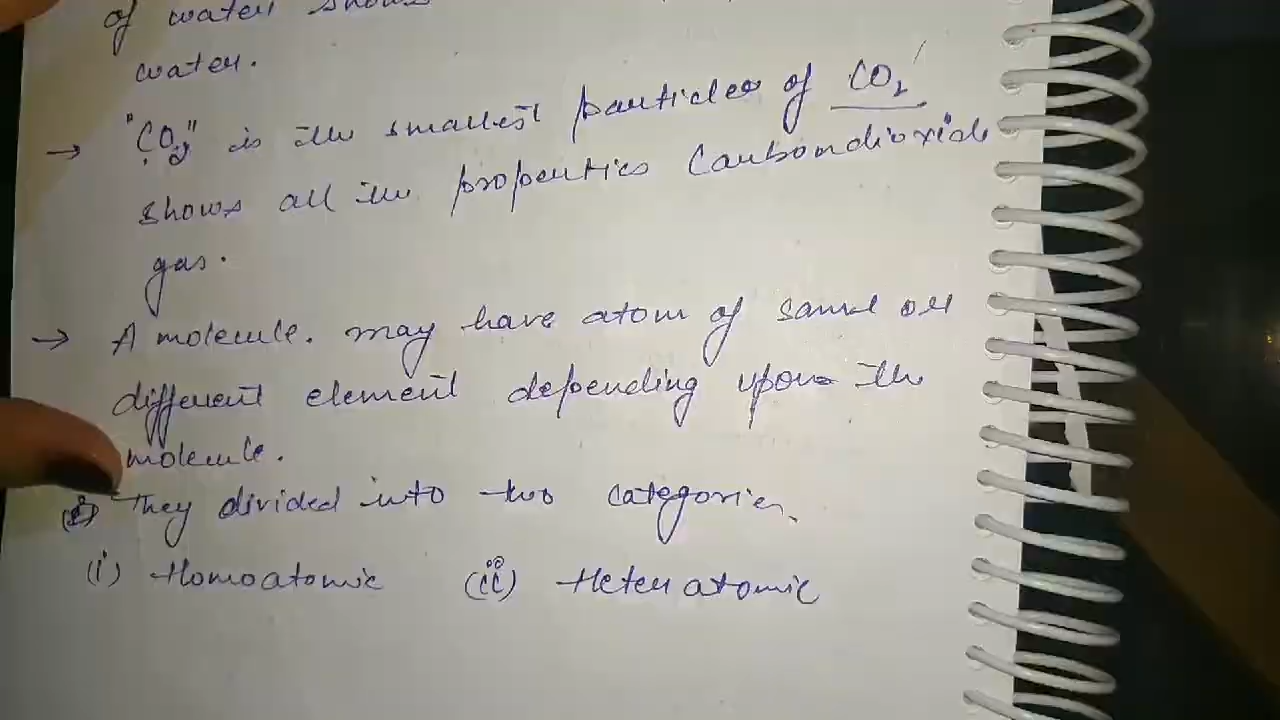 of water shows
water.
→ "CO2" is the smallest particles of CO2
shows all the properties Carbondioxide
gas.
→ A molecule. may have atom of same or
different element depending upon the
molecule.
They divided into two categories.
(i) Homoatomic (ii) Heteratomic